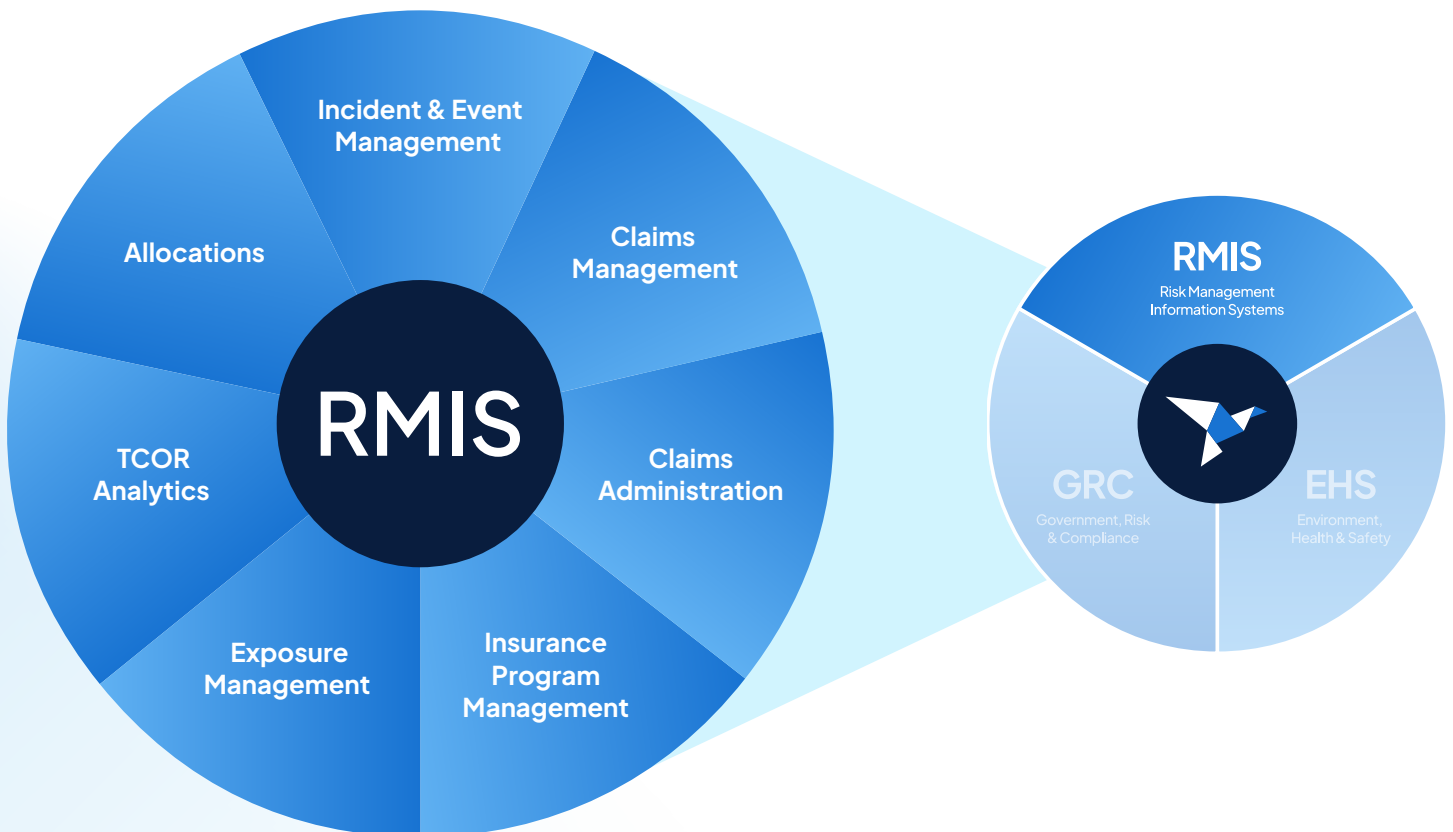 Incident & Event
Management
Claims
Management
Claims
Administration
Insurance
Program
Management
Exposure
Management
TCOR
Analytics
Allocations
RMIS
RMIS
Risk Management
Information Systems
GRC
Government, Risk
& Compliance
EHS
Environment,
Health & Safety